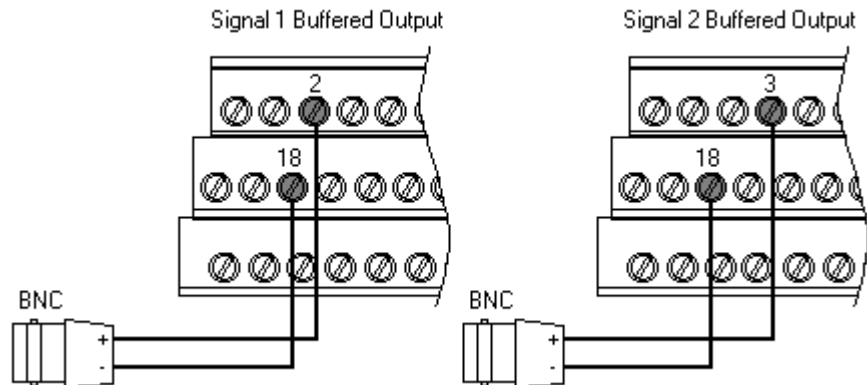 Signal 1 Buffered Output
Signal 2 Buffered Output
2
3
18
18
BNC
BNC
+
-
+
-